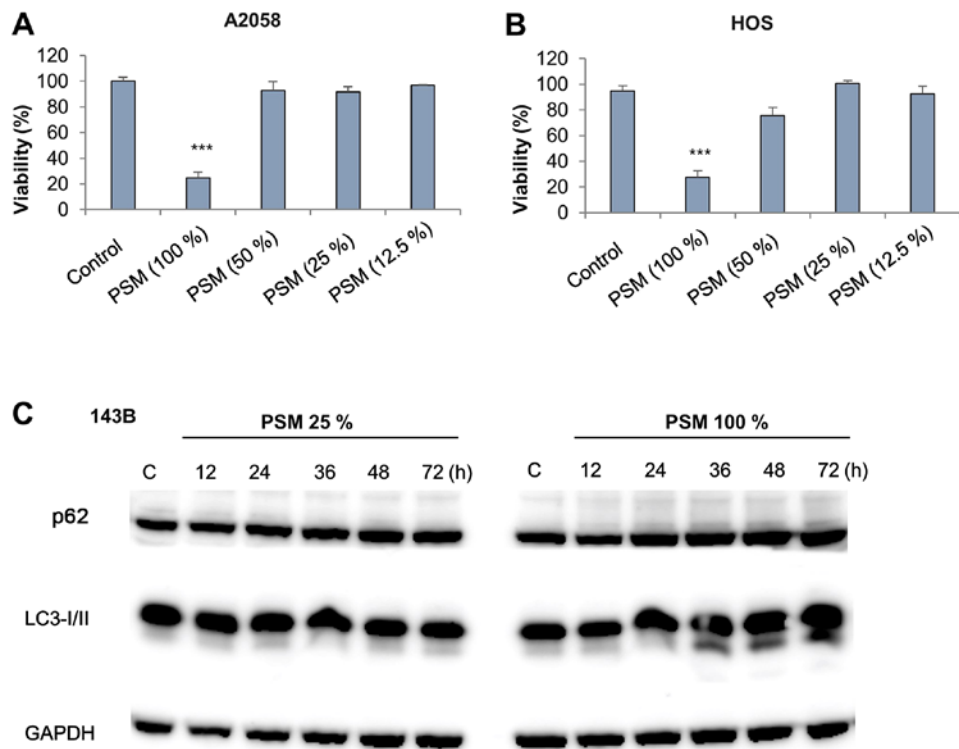 A
A2058
Viability (%)
120
100
80
60
40
20
0
***
Control
PSM (100 %)
PSM (50 %)
PSM (25 %)
PSM (12.5 %)
B
HOS
Viability (%)
120
100
80
60
40
20
0
***
Control
PSM (100 %)
PSM (50 %)
PSM (25 %)
PSM (12.5 %)
C
143B
PSM 25 %
PSM 100 %
C 12 24 36 48 72 (h) C 12 24 36 48 72 (h)
p62
LC3-I/II
GAPDH